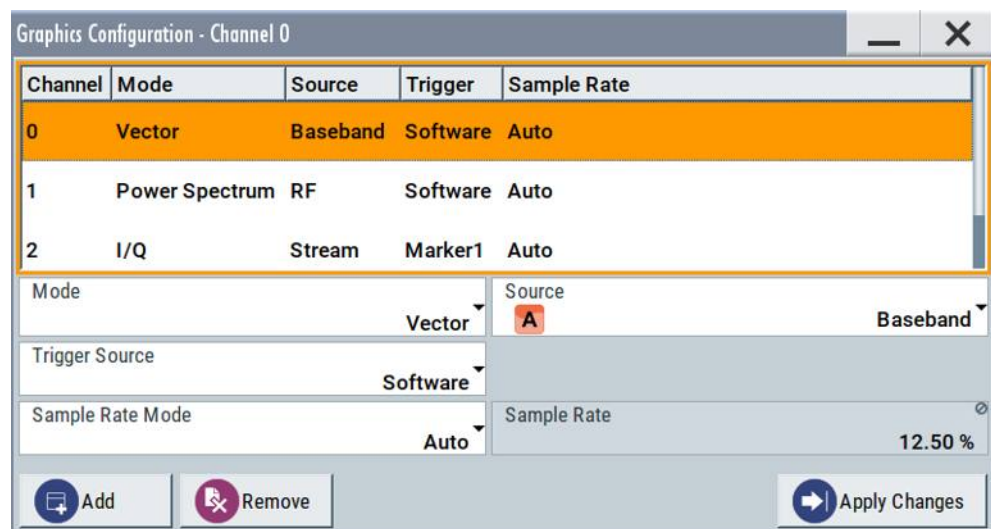 Graphics Configuration - Channel 0
Channel Mode Source Trigger Sample Rate
0 Vector Baseband Software Auto
1 Power Spectrum RF Software Auto
2 I/Q Stream Marker1 Auto
Mode
Vector
Source
A Baseband
Trigger Source
Software
Sample Rate Mode
Auto
Sample Rate
12.50 %
Add Remove Apply Changes